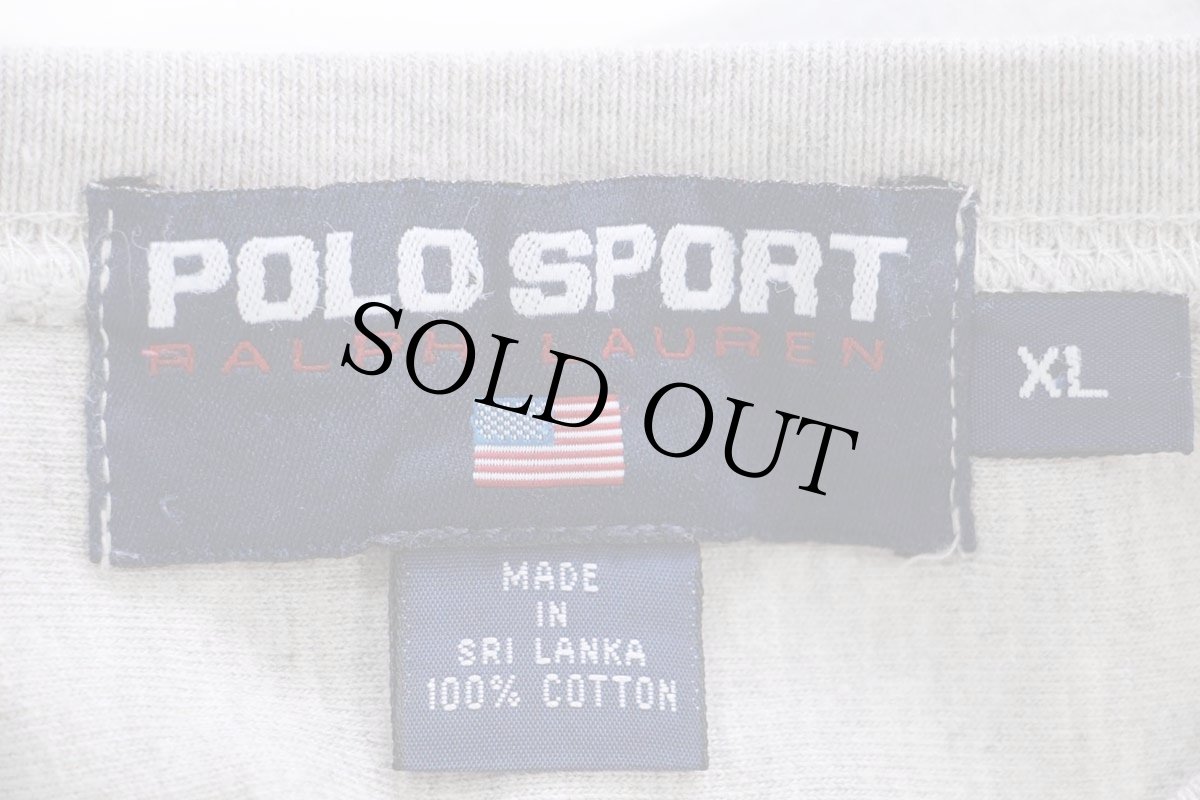 POLO SPORT
RALPH LAUREN
SOLD OUT
XL
MADE
IN
SRI LANKA
100% COTTON